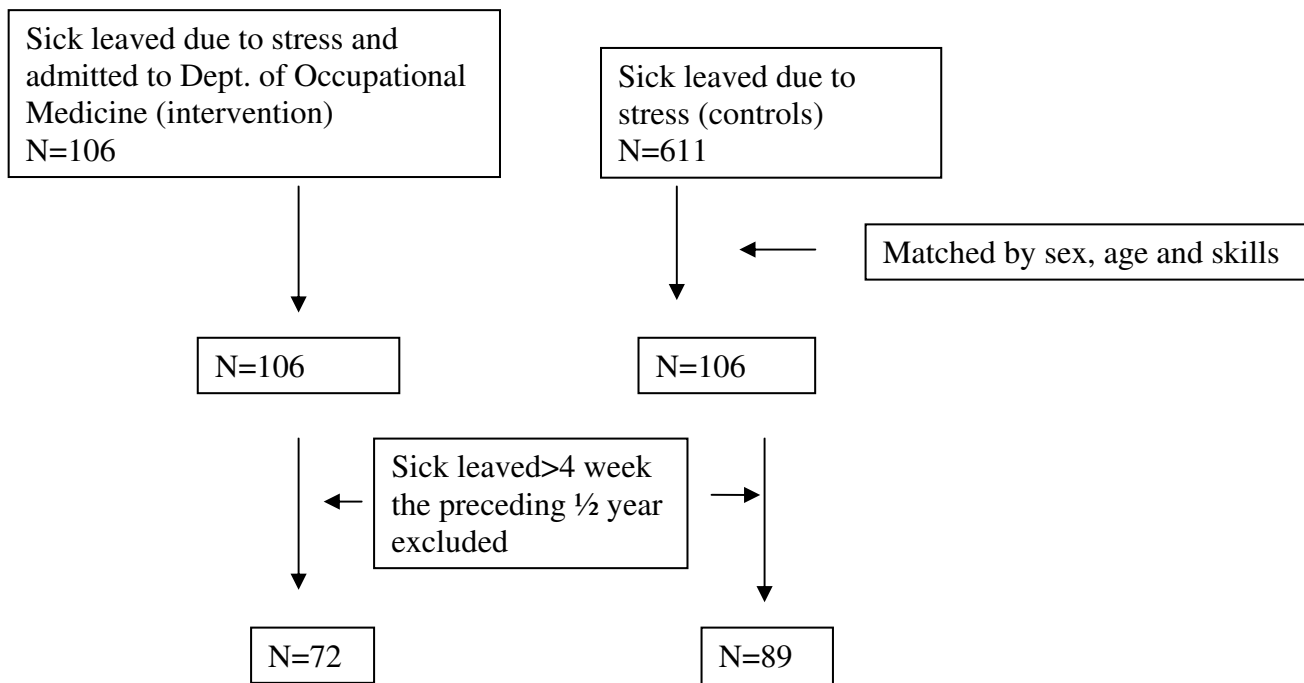 Sick leaved due to stress and
admitted to Dept. of Occupational
Medicine (intervention)
N=106
Sick leaved due to
stress (controls)
N=611
Matched by sex, age and skills
N=106
N=106
Sick leaved>4 week
the preceding ½ year
excluded
N=72
N=89